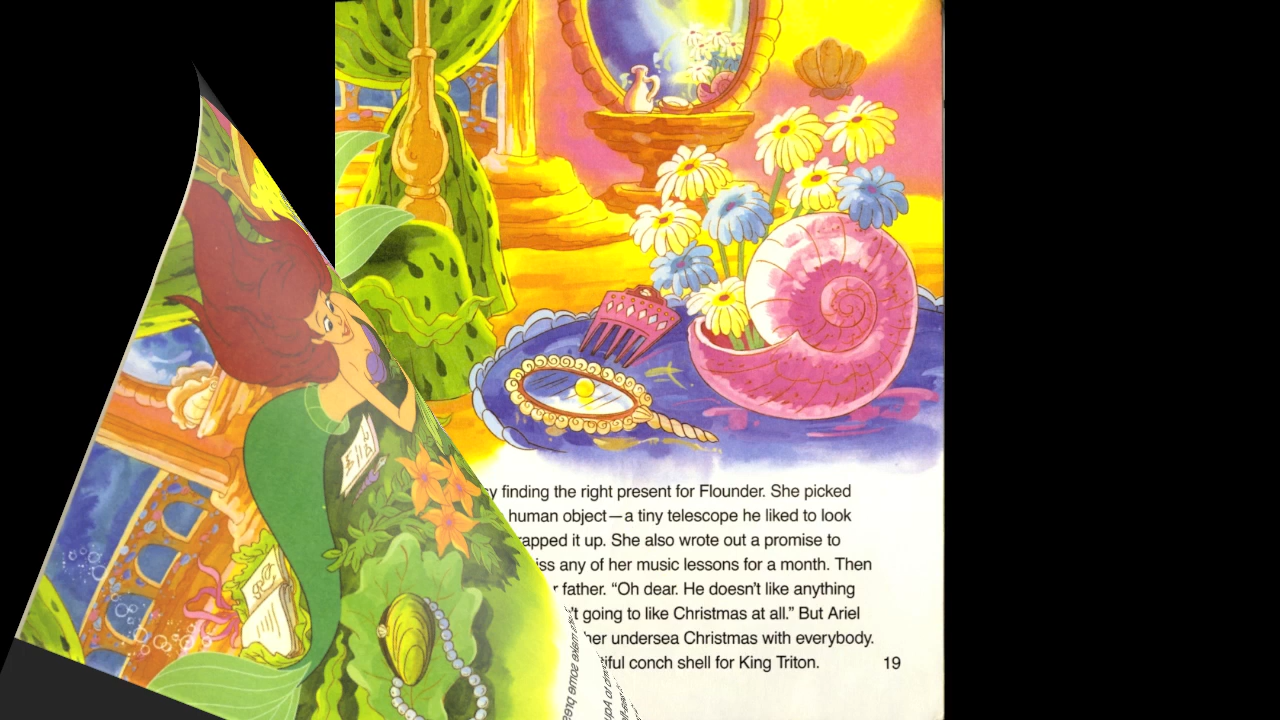 finding the right present for Flounder. She picked
human object—a tiny telescope he liked to look
rapped it up. She also wrote out a promise to
iss any of her music lessons for a month. Then
r father. “Oh dear. He doesn’t like anything
’t going to like Christmas at all.” But Ariel
her undersea Christmas with everybody.
tiful conch shell for King Triton.
19